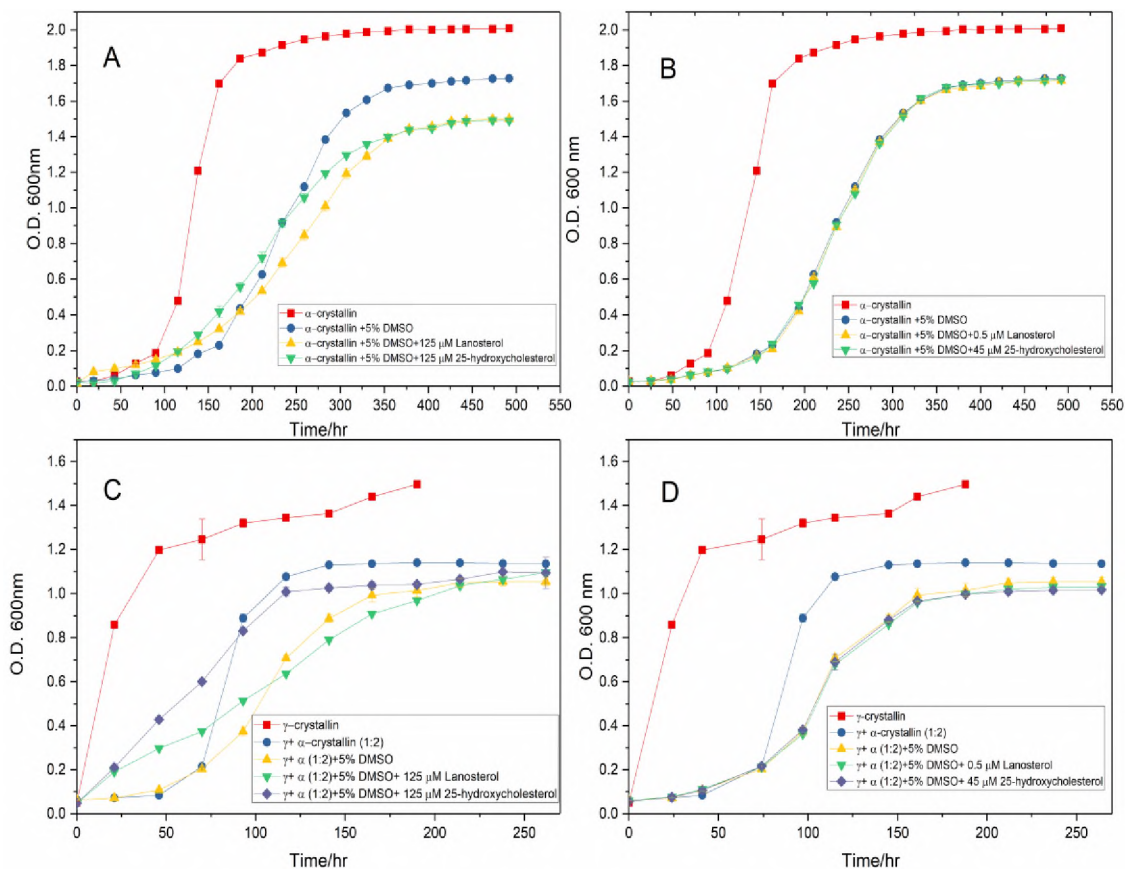 A
O.D. 600nm
2.0
1.8
1.6
1.4
1.2
1.0
0.8
0.6
0.4
0.2
0.0
α-crystallin
α-crystallin +5% DMSO
α-crystallin +5% DMSO+125 μM Lanosterol
α-crystallin +5% DMSO+125 μM 25-hydroxycholesterol
0 50 100 150 200 250 300 350 400 450 500 550
Time/hr
B
O.D. 600 nm
2.0
1.8
1.6
1.4
1.2
1.0
0.8
0.6
0.4
0.2
0.0
α-crystallin
α-crystallin +5% DMSO
α-crystallin +5% DMSO+0.5 μM Lanosterol
α-crystallin +5% DMSO+45 μM 25-hydroxycholesterol
0 50 100 150 200 250 300 350 400 450 500 550
Time/hr
C
O.D. 600nm
1.6
1.4
1.2
1.0
0.8
0.6
0.4
0.2
0.0
γ–crystallin
γ+ α–crystallin (1:2)
γ+ α (1:2)+5% DMSO
γ+ α (1:2)+5% DMSO+ 125 μM Lanosterol
γ+ α (1:2)+5% DMSO+ 125 μM 25-hydroxycholesterol
0 50 100 150 200 250
Time/hr
D
O.D. 600 nm
1.6
1.4
1.2
1.0
0.8
0.6
0.4
0.2
0.0
γ-crystallin
γ+ α-crystallin (1:2)
γ+ α (1:2)+5% DMSO
γ+ α (1:2)+5% DMSO+ 0.5 μM Lanosterol
γ+ α (1:2)+5% DMSO+ 45 μM 25-hydroxycholesterol
0 50 100 150 200 250
Time/hr